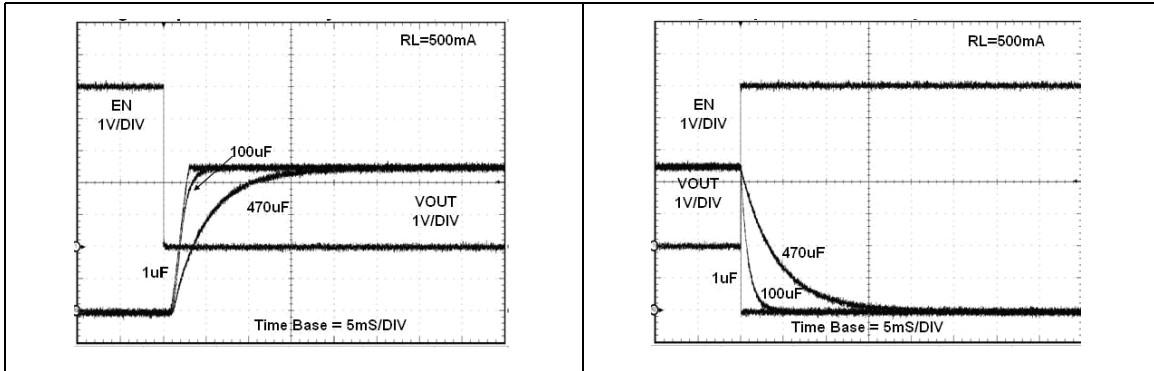 RL=500mA
EN
1V/DIV
100uF
470uF
VOUT
1V/DIV
1uF
Time Base = 5mS/DIV
RL=500mA
EN
1V/DIV
VOUT
1V/DIV
470uF
1uF
100uF
Time Base = 5mS/DIV